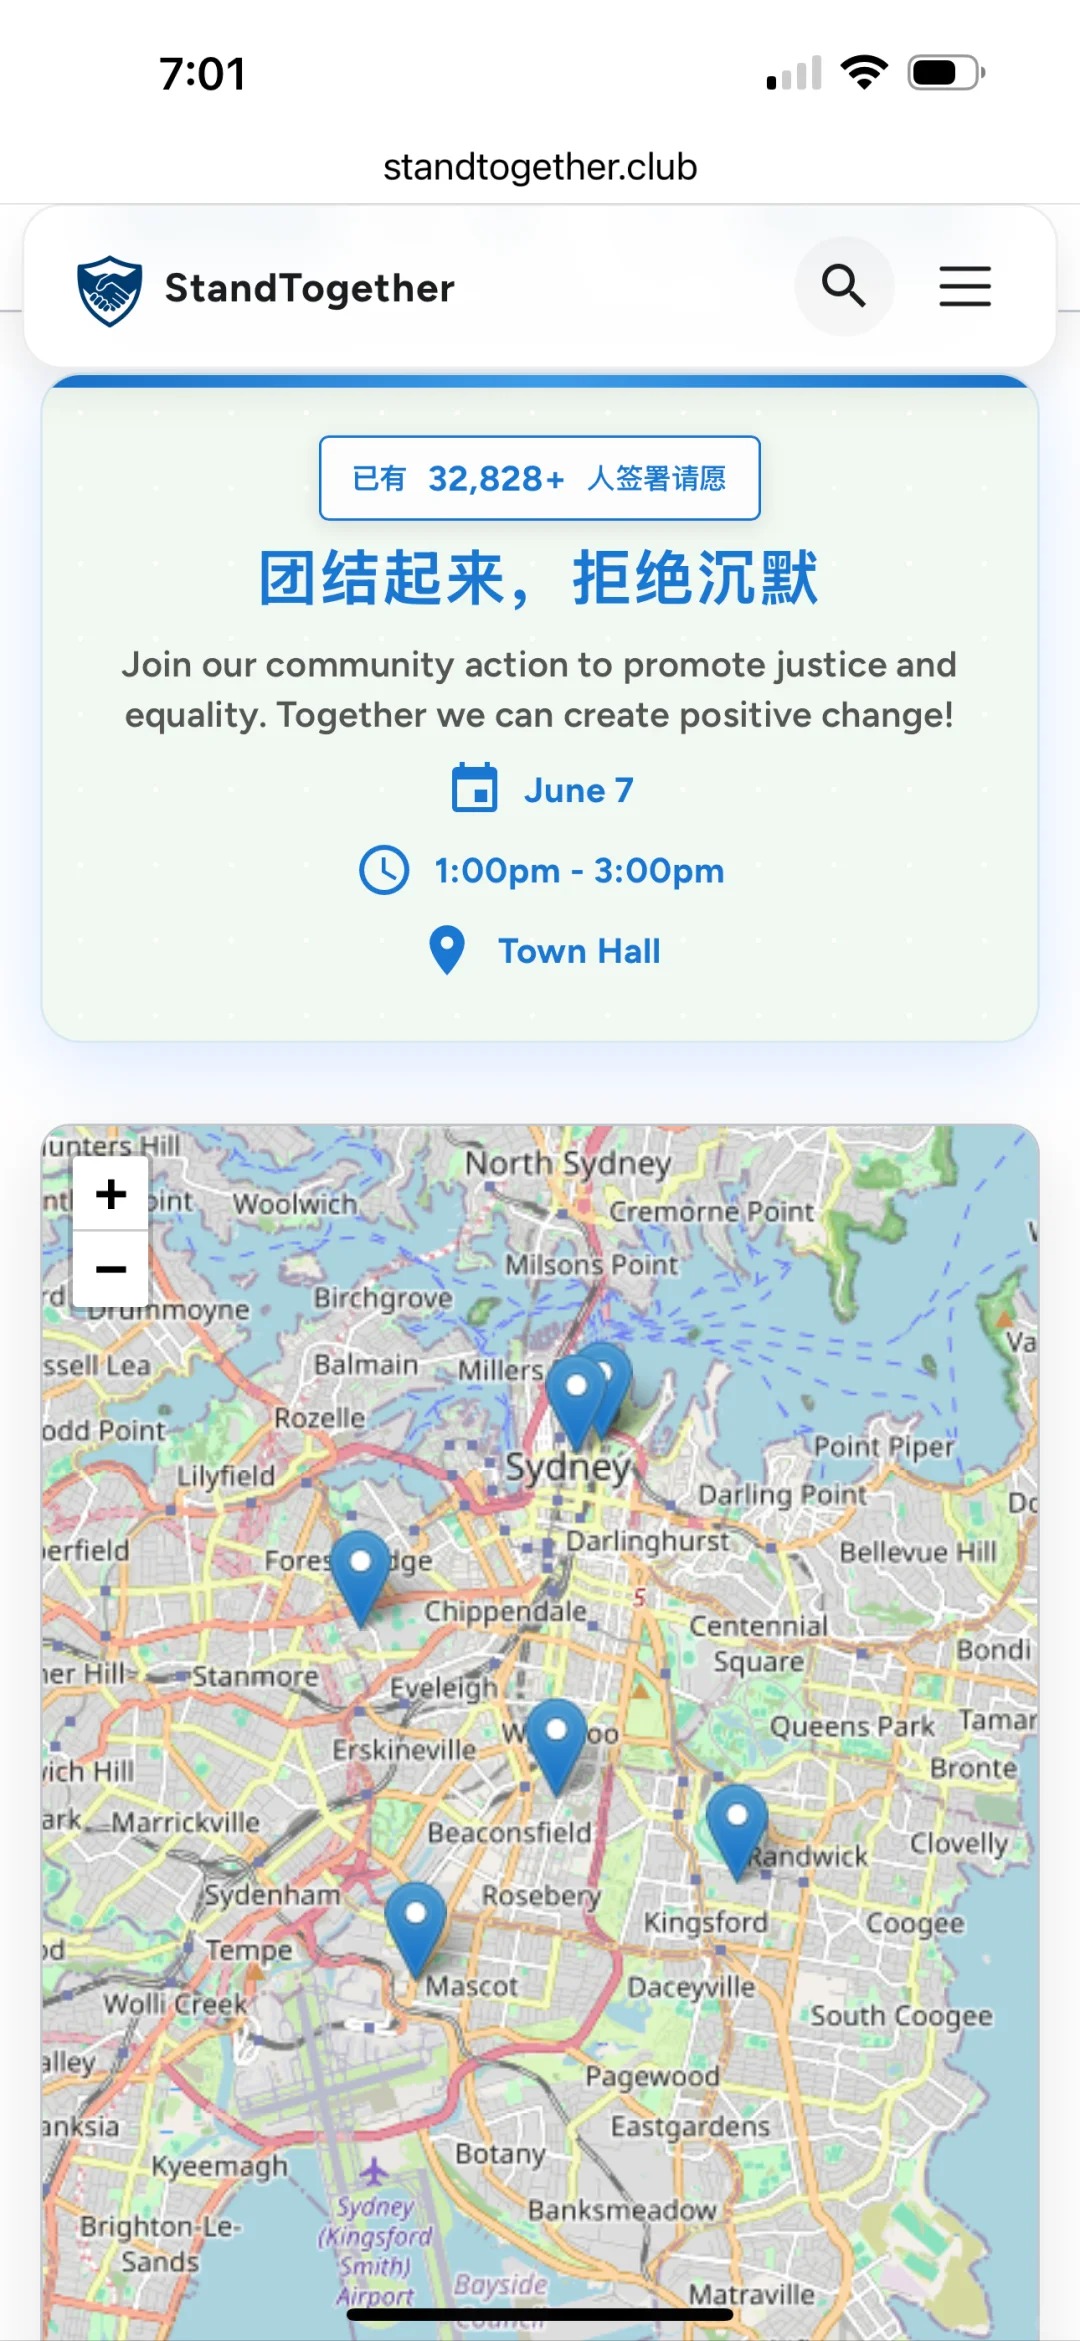 7:01
standtogether.club
StandTogether
已有 32,828+ 人签署请愿
团结起来，拒绝沉默
Join our community action to promote justice and
equality. Together we can create positive change!
June 7
1:00pm - 3:00pm
Town Hall
+
−
unters Hill
North Sydney
Woolwich
Cremorne Point
Milsons Point
Birchgrove
Drummoyne
ssell Lea
Balmain
Millers
Va
Rozelle
odd Point
Point Piper
Sydney
Lilyfield
Darling Point
Do
Darlinghurst
erfield
Bellevue Hill
Fores dge
5
Chippendale
Centennial
Square
Bondi
ner Hill
Stanmore
Eveleigh
Queens Park
Tamar
W oo
Erskineville
Bronte
vich Hill
ark
Marrickville
Beaconsfield
Clovelly
Randwick
Sydenham
Rosebery
Kingsford
Coogee
Tempe
Mascot
Daceyville
Wolli Creek
South Coogee
alley
Pagewood
anksia
Eastgardens
Botany
Kyeemagh
Sydney
(Kingsford
Smith)
Airport
Banksmeadow
Brighton-Le-
Sands
Bayside
Council
Matraville